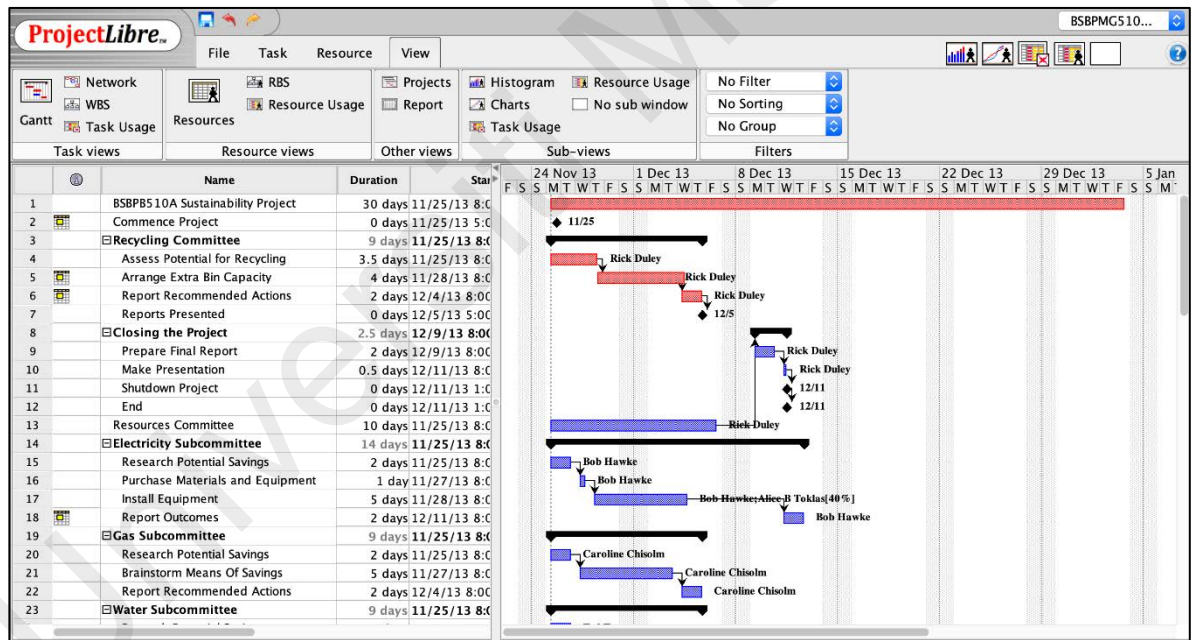 ProjectLibre™
BSBPMG510...
File Task Resource View
Gantt
Network
WBS
Task Usage
Task views
Resources
RBS
Resource Usage
Resource views
Projects
Report
Other views
Histogram
Charts
Task Usage
Resource Usage
No sub window
Sub-views
No Filter
No Sorting
No Group
Filters
Name Duration Star
24 Nov 13 1 Dec 13 8 Dec 13 15 Dec 13 22 Dec 13 29 Dec 13 5 Jan
F S S M T W T F S S M T W T F S S M T W T F S S M T W T F S S M T W T F S S M T W T F S S M
1 BSBPB510A Sustainability Project 30 days 11/25/13 8:0
2 Commence Project 0 days 11/25/13 5:0 11/25
3 Recycling Committee 9 days 11/25/13 8:0
4 Assess Potential for Recycling 3.5 days 11/25/13 8:0 Rick Duley
5 Arrange Extra Bin Capacity 4 days 11/28/13 8:0 Rick Duley
6 Report Recommended Actions 2 days 12/4/13 8:00 Rick Duley
7 Reports Presented 0 days 12/5/13 5:00 12/5
8 Closing the Project 2.5 days 12/9/13 8:00
9 Prepare Final Report 2 days 12/9/13 8:00 Rick Duley
10 Make Presentation 0.5 days 12/11/13 8:0 Rick Duley
11 Shutdown Project 0 days 12/11/13 1:0 12/11
12 End 0 days 12/11/13 1:0 12/11
13 Resources Committee 10 days 11/25/13 8:0 Rick Duley
14 Electricity Subcommittee 14 days 11/25/13 8:0
15 Research Potential Savings 2 days 11/25/13 8:0 Bob Hawke
16 Purchase Materials and Equipment 1 day 11/27/13 8:0 Bob Hawke
17 Install Equipment 5 days 11/28/13 8:0 Bob Hawke;Alice B Toklas[40%]
18 Report Outcomes 2 days 12/11/13 8:0 Bob Hawke
19 Gas Subcommittee 9 days 11/25/13 8:0
20 Research Potential Savings 2 days 11/25/13 8:0 Caroline Chisolm
21 Brainstorm Means Of Savings 5 days 11/27/13 8:0 Caroline Chisolm
22 Report Recommended Actions 2 days 12/4/13 8:00 Caroline Chisolm
23 Water Subcommittee 9 days 11/25/13 8:0